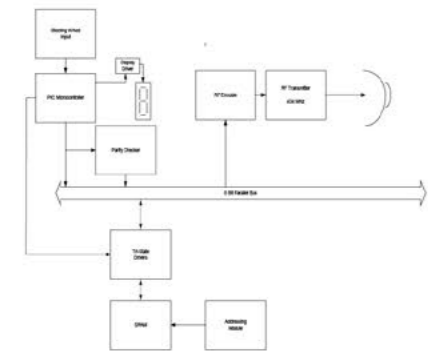 Steering Wheel
Input
Display
Driver
PIC Microcontroller
Parity Checker
RF Encoder
RF Transmitter
434 MHz
8 Bit Parallel Bus
Tri-State
Drivers
SRAM
Addressing
Module